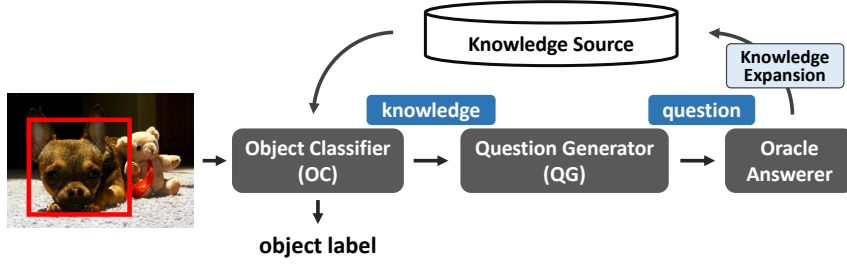 Knowledge Source
Knowledge
Expansion
knowledge
question
Object Classifier
(OC)
Question Generator
(QG)
Oracle
Answerer
object label